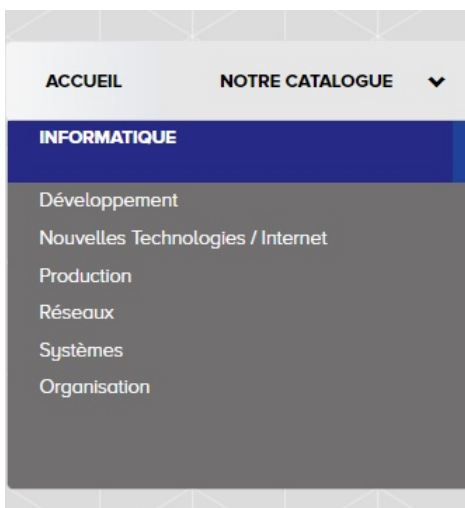 ACCUEIL NOTRE CATALOGUE
INFORMATIQUE
Développement
Nouvelles Technologies / Internet
Production
Réseaux
Systèmes
Organisation